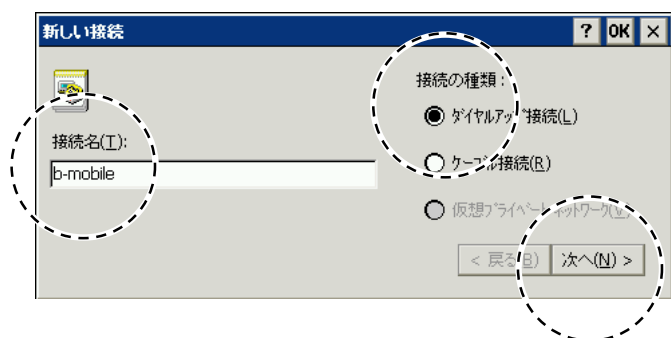 新しい接続 ? OK ×
接続の種類:
ダイヤルアップ接続(L)
接続名(T):
b-mobile
ケーブル接続(R)
仮想プライベートネットワーク(V)
< 戻る(B) 次へ(N) >